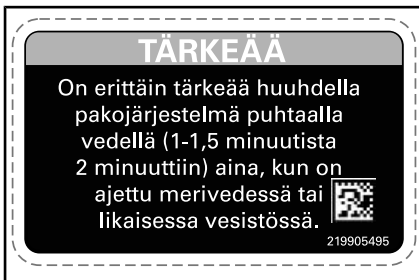 TÄRKEÄÄ
On erittäin tärkeää huuhdella
pakojärjestelmä puhtaalla
vedellä (1-1,5 minuutista
2 minuuttiin) aina, kun on
ajettu merivedessä tai
likaisessa vesistössä.
219905495